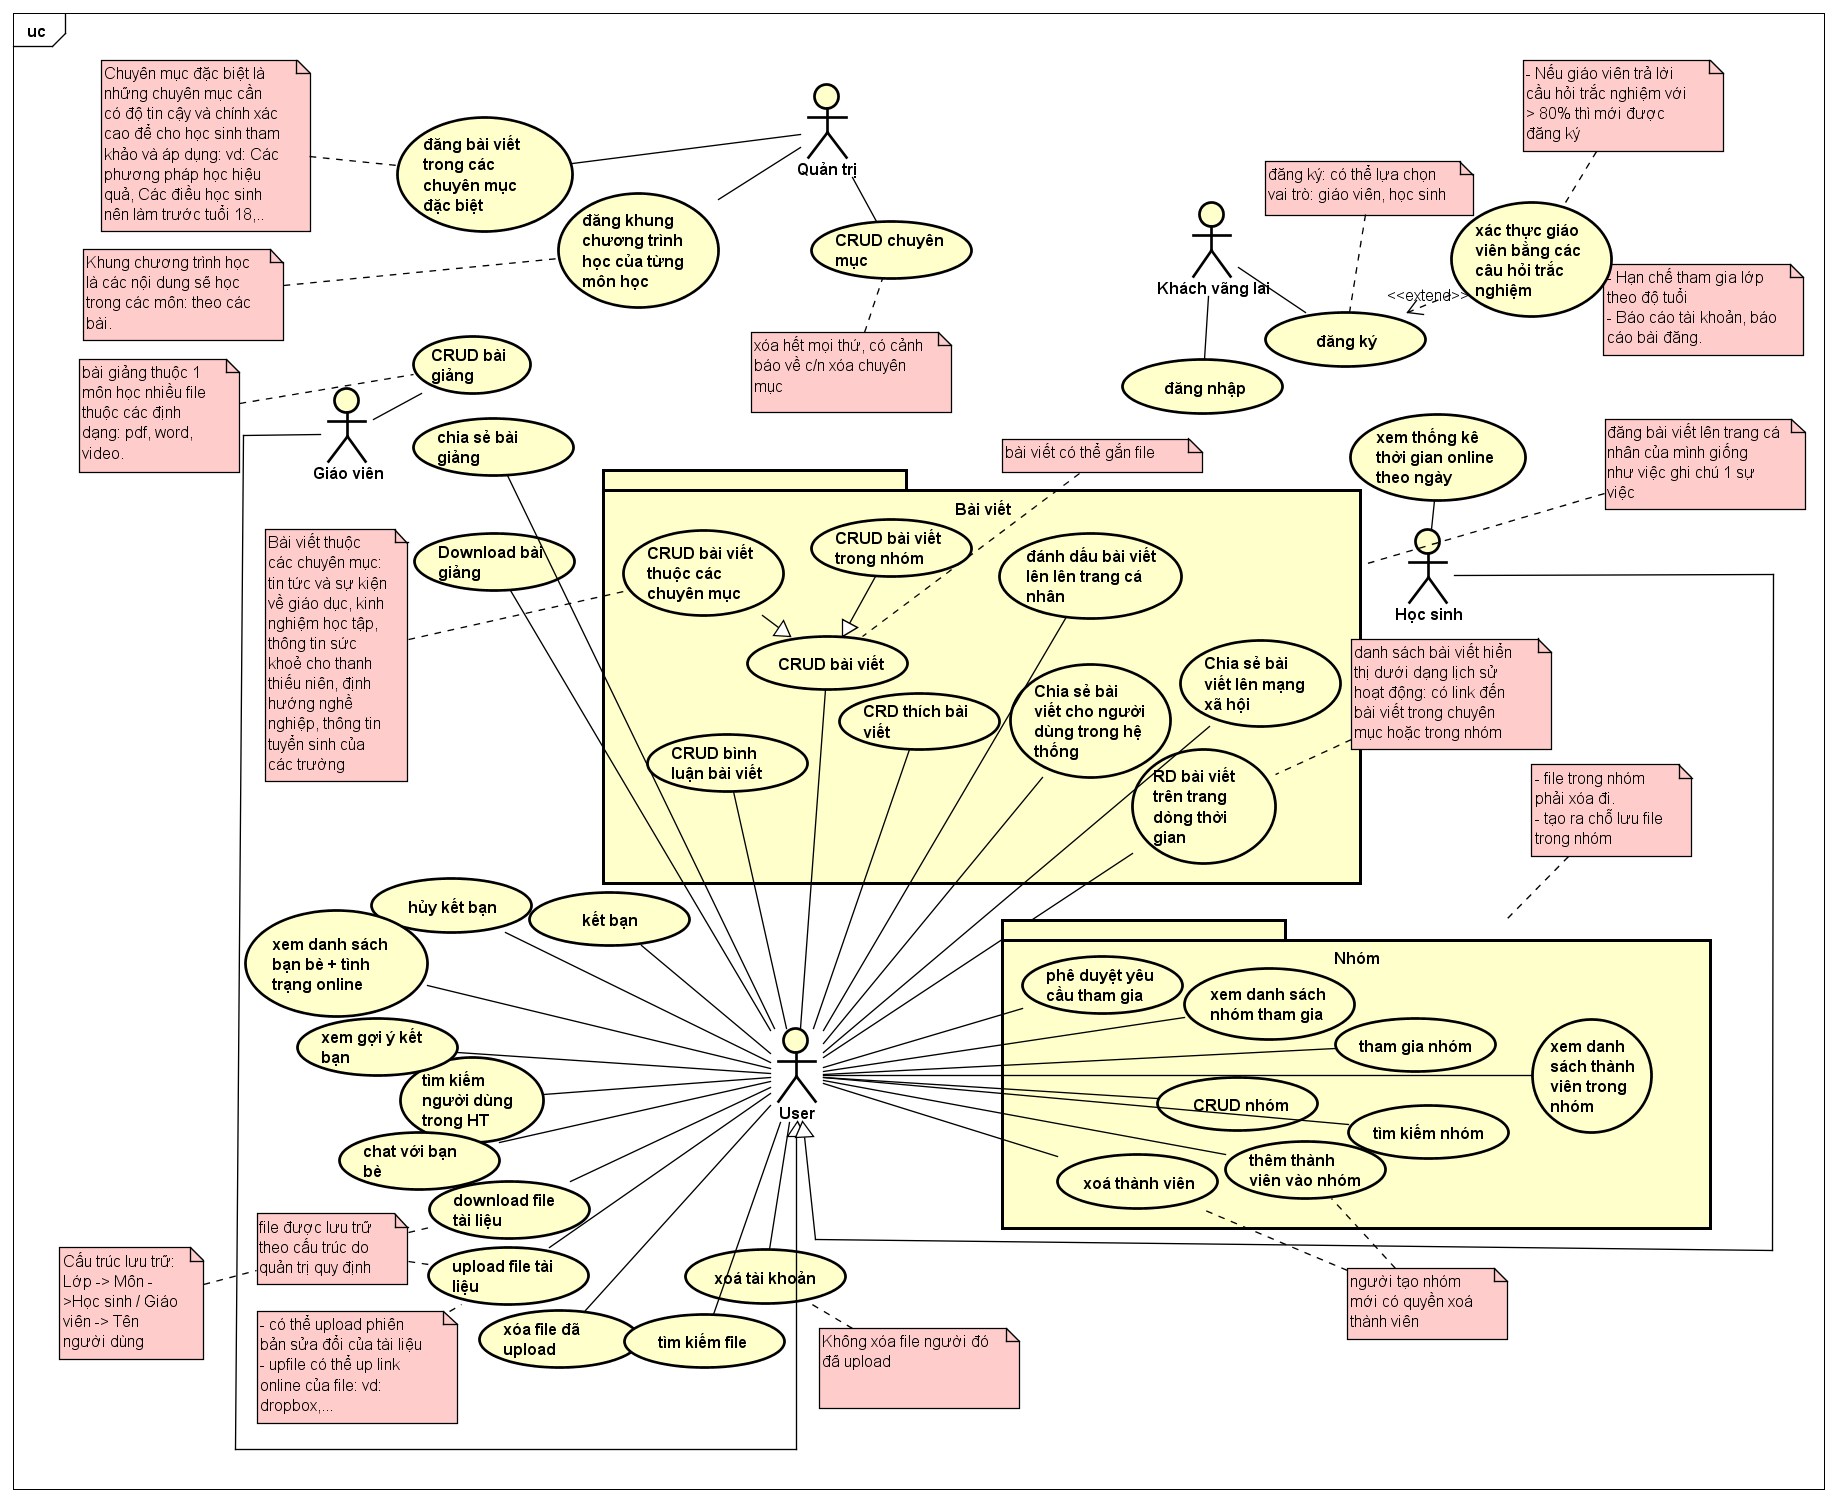 uc
Chuyên mục đặc biệt là
những chuyên mục cần
có độ tin cậy và chính xác
cao để cho học sinh tham
khảo và áp dụng: vd: Các
phương pháp học hiệu
quả, Các điều học sinh
nên làm trước tuổi 18,..
đăng bài viết
trong các
chuyên mục
đặc biệt
Quản trị
- Nếu giáo viên trả lời
cầu hỏi trắc nghiệm với
> 80% thì mới được
đăng ký
đăng ký: có thể lựa chọn
vai trò: giáo viên, học sinh
đăng khung
chương trình
học của từng
môn học
CRUD chuyên
mục
Khách vãng lai
xác thực giáo
viên bằng các
câu hỏi trắc
nghiệm
Khung chương trình học
là các nội dung sẽ học
trong các môn: theo các
bài.
<<extend>>
- Hạn chế tham gia lớp
theo độ tuổi
- Báo cáo tài khoản, báo
cáo bài đăng.
đăng ký
đăng nhập
xóa hết mọi thứ, có cảnh
báo về c/n xóa chuyên
mục
bài giảng thuộc 1
môn học nhiều file
thuộc các định
dạng: pdf, word,
video.
CRUD bài
giảng
Giáo viên
chia sẻ bài
giảng
bài viết có thể gắn file
xem thống kê
thời gian online
theo ngày
đăng bài viết lên trang cá
nhân của mình giống
như việc ghi chú 1 sự
việc
Bài viết
Bài viết thuộc
các chuyên mục:
tin tức và sự kiện
về giáo dục, kinh
nghiệm học tập,
thông tin sức
khoẻ cho thanh
thiếu niên, định
hướng nghề
nghiệp, thông tin
tuyển sinh của
các trường
Download bài
giảng
CRUD bài viết
thuộc các
chuyên mục
CRUD bài viết
trong nhóm
đánh dấu bài viết
lên lên trang cá
nhân
Học sinh
CRUD bài viết
Chia sẻ bài
viết lên mạng
xã hội
danh sách bài viết hiển
thị dưới dạng lịch sử
hoạt động: có link đến
bài viết trong chuyên
mục hoặc trong nhóm
CRD thích bài
viết
Chia sẻ bài
viết cho người
dùng trong hệ
thống
CRUD bình
luận bài viết
RD bài viết
trên trang
dòng thời
gian
- file trong nhóm
phải xóa đi.
- tạo ra chỗ lưu file
trong nhóm
hủy kết bạn
kết bạn
xem danh sách
bạn bè + tình
trạng online
Nhóm
phê duyệt yêu
cầu tham gia
xem danh sách
nhóm tham gia
tham gia nhóm
xem danh
sách thành
viên trong
nhóm
xem gợi ý kết
bạn
tìm kiếm
người dùng
trong HT
User
CRUD nhóm
tìm kiếm nhóm
chat với bạn
bè
xoá thành viên
thêm thành
viên vào nhóm
download file
tài liệu
file được lưu trữ
theo cấu trúc do
quản trị quy định
Cấu trúc lưu trữ:
Lớp -> Môn -
>Học sinh / Giáo
viên -> Tên
người dùng
upload file tài
liệu
xoá tài khoản
người tạo nhóm
mới có quyền xoá
thành viên
- có thể upload phiên
bản sửa đổi của tài liệu
- upfile có thể up link
online của file: vd:
dropbox,...
xóa file đã
upload
tìm kiếm file
Không xóa file người đó
đã upload